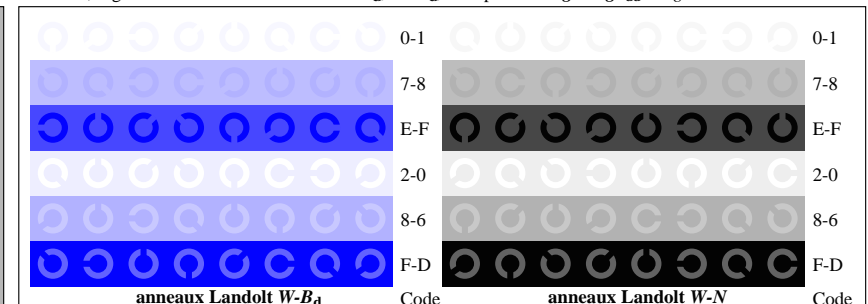 0-1 0-1
7-8 7-8
E-F E-F
2-0 2-0
8-6 8-6
F-D F-D
anneaux Landolt W-Bd Code anneaux Landolt W-N Code